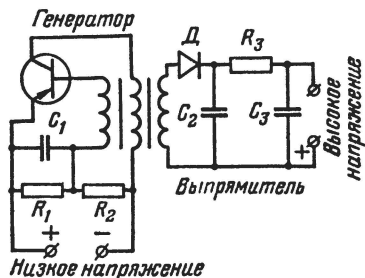 Генератор
Д
R3
C1
C2
C3
Высокое
напряжение
+
R1
R2
Выпрямитель
+ −
Низкое напряжение